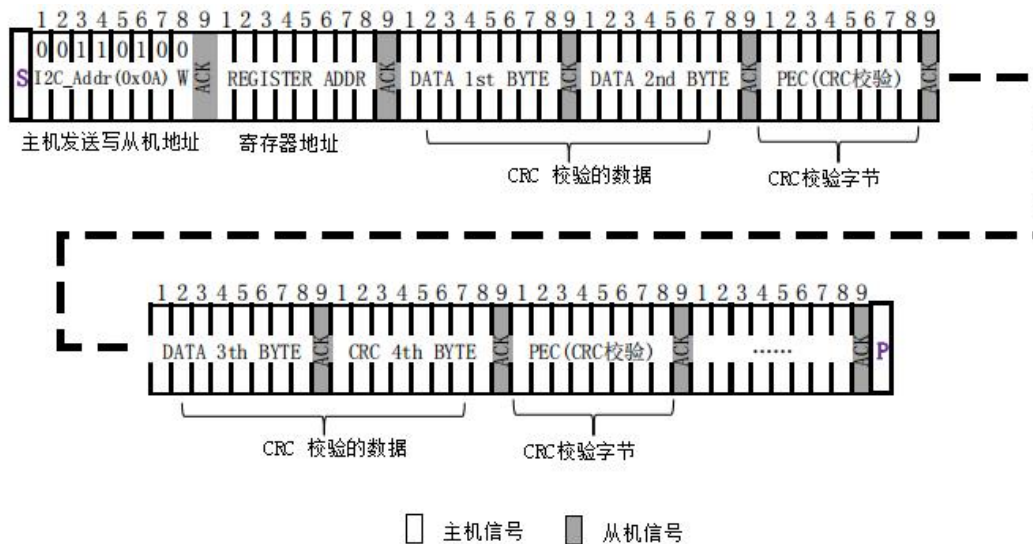 1 2 3 4 5 6 7 8 9 1 2 3 4 5 6 7 8 9 1 2 3 4 5 6 7 8 9 1 2 3 4 5 6 7 8 9 1 2 3 4 5 6 7 8 9
0 0 1 1 0 1 0 0
S I2C_Addr(0x0A) W ACK REGISTER ADDR ACK DATA 1st BYTE ACK DATA 2nd BYTE ACK PEC(CRC校验) ACK
主机发送写从机地址 寄存器地址
CRC 校验的数据 CRC校验字节
1 2 3 4 5 6 7 8 9 1 2 3 4 5 6 7 8 9 1 2 3 4 5 6 7 8 9 1 2 3 4 5 6 7 8 9
DATA 3th BYTE ACK CRC 4th BYTE ACK PEC(CRC校验) ACK …… ACK P
CRC 校验的数据 CRC校验字节
主机信号 从机信号